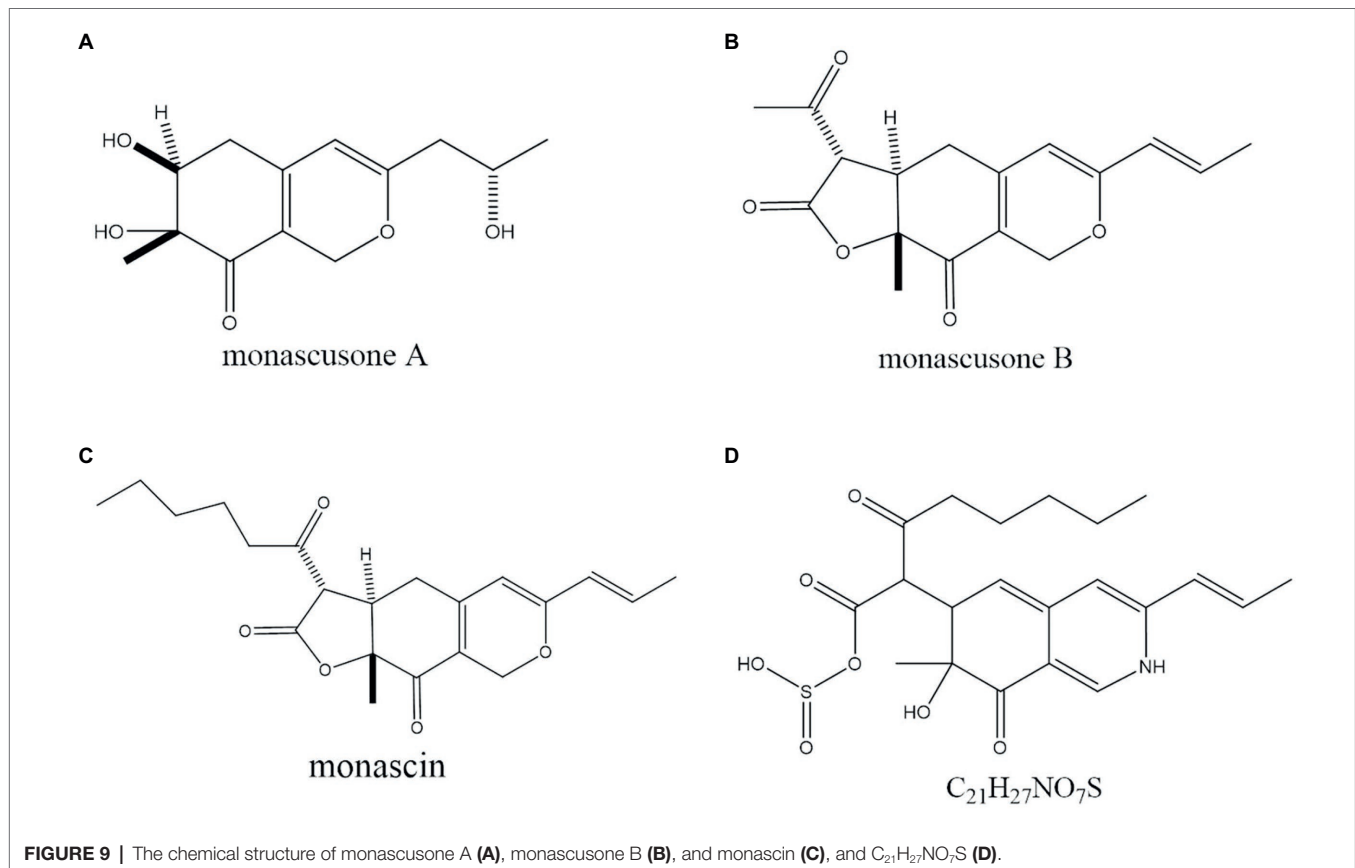 A
H
HO
HO
O
OH
O
monascusone A
B
O
H
O
O
O
O
monascusone B
C
O
H
O
O
O
O
monascin
D
O
O
HO
O
S
NH
HO
O
O
C₂₁H₂₇NO₇S
FIGURE 9 | The chemical structure of monascusone A (A), monascusone B (B), and monascin (C), and C₂₁H₂₇NO₇S (D).